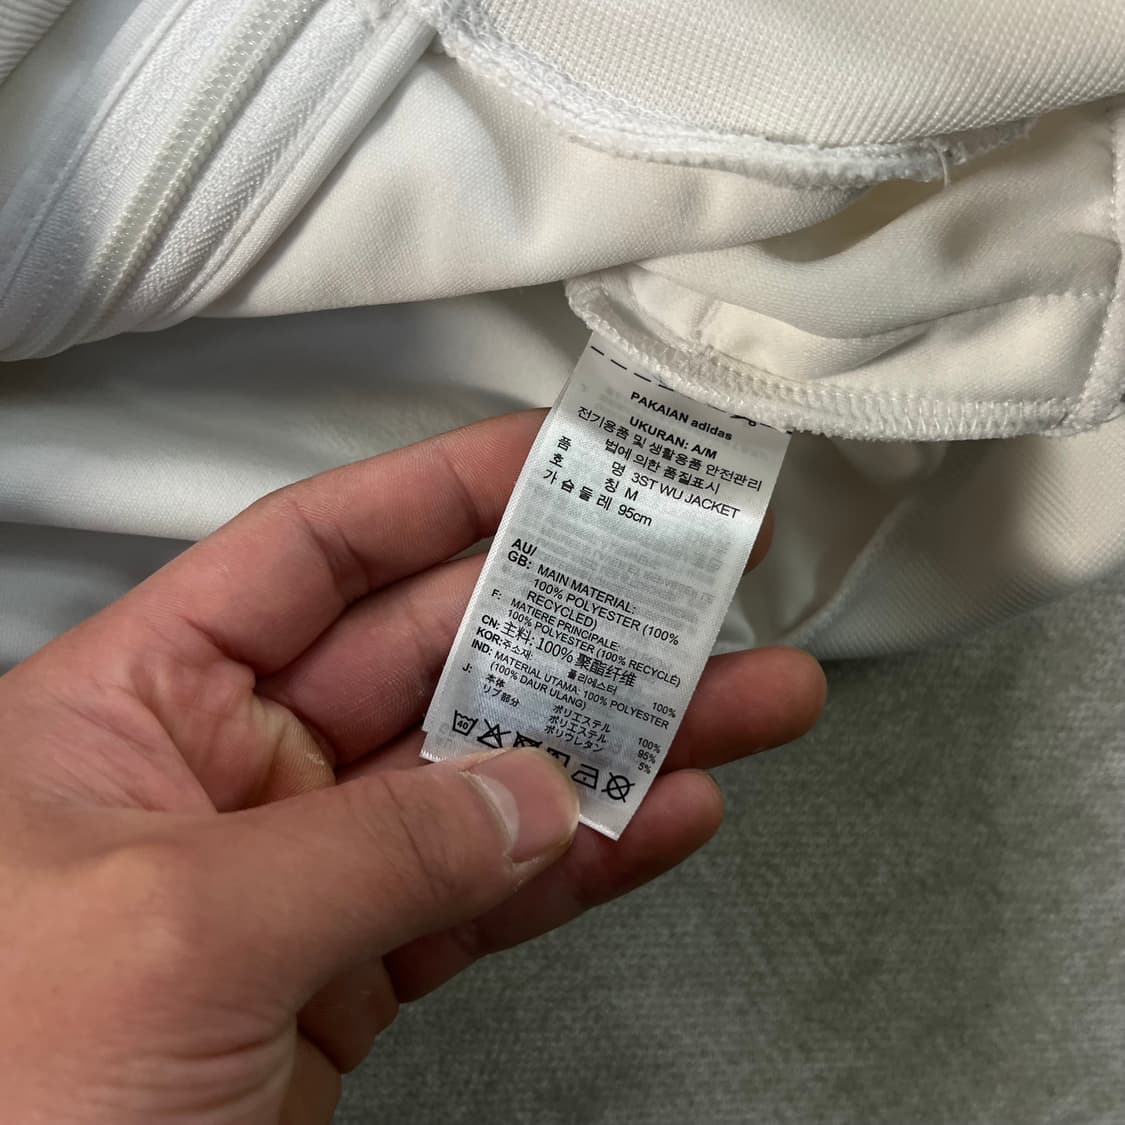 PAKAIAN adidas
UKURAN: A/M
전기용품 및 생활용품 안전관리
법에 의한 품질표시
품 명 3ST WU JACKET
호 칭 M
가슴둘레 95cm
AU/
GB: MAIN MATERIAL:
100% POLYESTER (100%
RECYCLED)
F: MATIERE PRINCIPALE:
100% POLYESTER (100% RECYCLÉ)
CN: 主料: 100% 聚酯纤维
KOR: 주소재: 폴리에스터 100%
IND: MATERIAL UTAMA: 100% POLYESTER
(100% DAUR ULANG)
J: 本体 ポリエステル 100%
リブ部分 ポリエステル 95%
ポリウレタン 5%
40